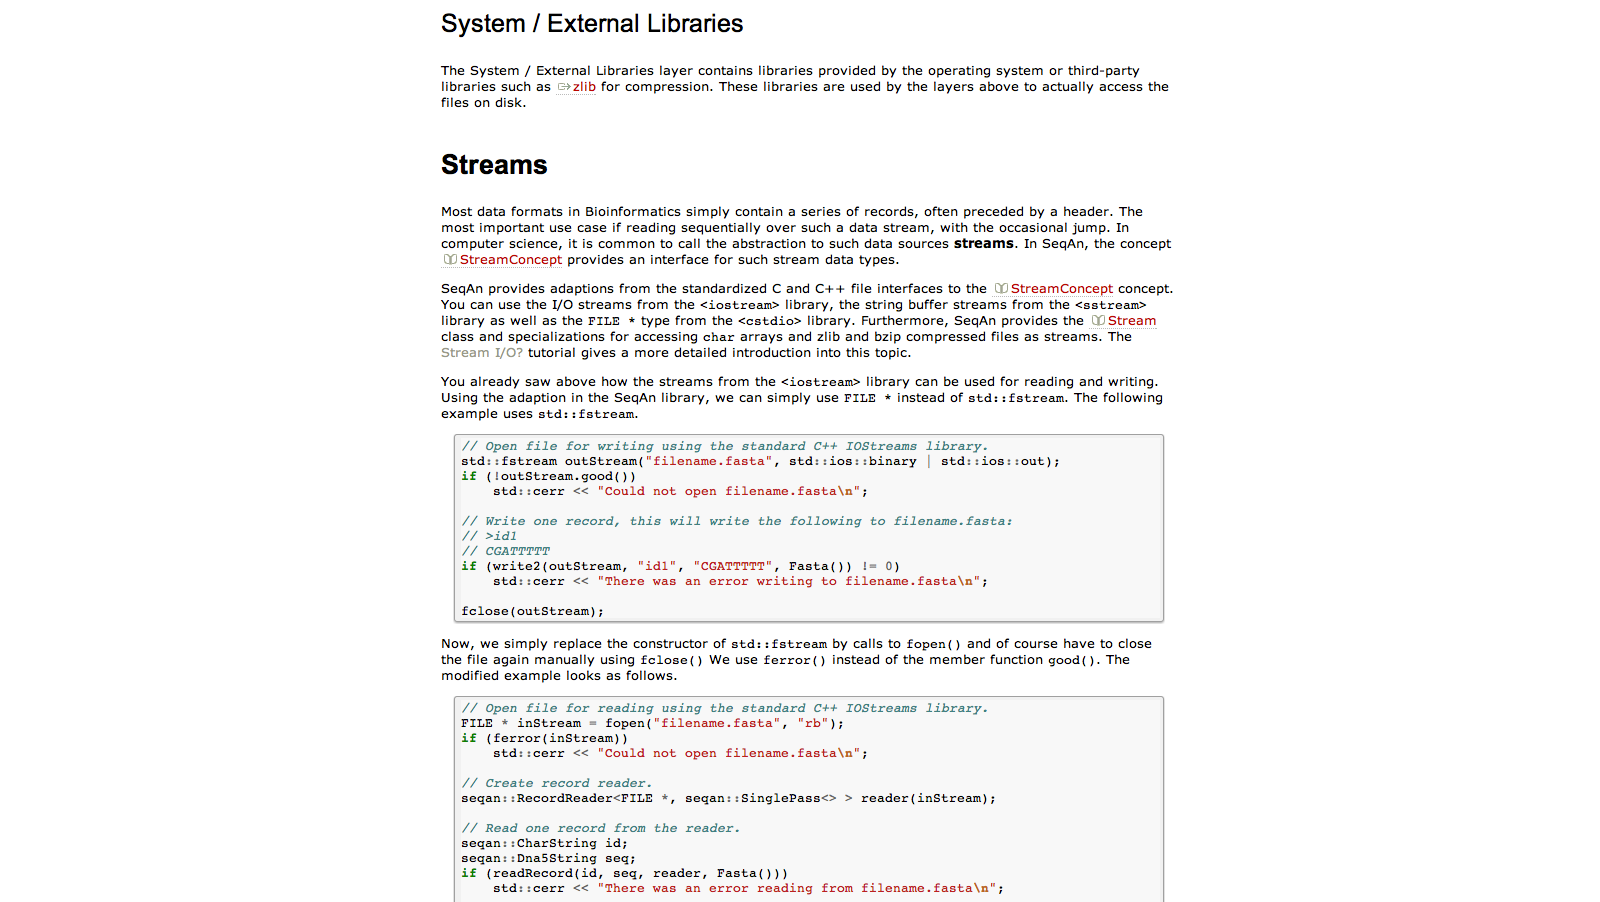 System / External Libraries
The System / External Libraries layer contains libraries provided by the operating system or third-party
libraries such as zlib for compression. These libraries are used by the layers above to actually access the
files on disk.
Streams
Most data formats in Bioinformatics simply contain a series of records, often preceded by a header. The
most important use case if reading sequentially over such a data stream, with the occasional jump. In
computer science, it is common to call the abstraction to such data sources streams. In SeqAn, the concept
StreamConcept provides an interface for such stream data types.
SeqAn provides adaptions from the standardized C and C++ file interfaces to the StreamConcept concept.
You can use the I/O streams from the <iostream> library, the string buffer streams from the <sstream>
library as well as the FILE * type from the <cstdio> library. Furthermore, SeqAn provides the Stream
class and specializations for accessing char arrays and zlib and bzip compressed files as streams. The
Stream I/O? tutorial gives a more detailed introduction into this topic.
You already saw above how the streams from the <iostream> library can be used for reading and writing.
Using the adaption in the SeqAn library, we can simply use FILE * instead of std::fstream. The following
example uses std::fstream.
// Open file for writing using the standard C++ IOStreams library.
std::fstream outStream("filename.fasta", std::ios::binary | std::ios::out);
if (!outStream.good())
    std::cerr << "Could not open filename.fasta\n";
// Write one record, this will write the following to filename.fasta:
// >id1
// CGATTTTT
if (write2(outStream, "id1", "CGATTTTT", Fasta()) != 0)
    std::cerr << "There was an error writing to filename.fasta\n";
fclose(outStream);
Now, we simply replace the constructor of std::fstream by calls to fopen() and of course have to close
the file again manually using fclose() We use ferror() instead of the member function good(). The
modified example looks as follows.
// Open file for reading using the standard C++ IOStreams library.
FILE * inStream = fopen("filename.fasta", "rb");
if (ferror(inStream))
    std::cerr << "Could not open filename.fasta\n";
// Create record reader.
seqan::RecordReader<FILE *, seqan::SinglePass<> > reader(inStream);
// Read one record from the reader.
seqan::CharString id;
seqan::Dna5String seq;
if (readRecord(id, seq, reader, Fasta()))
    std::cerr << "There was an error reading from filename.fasta\n";